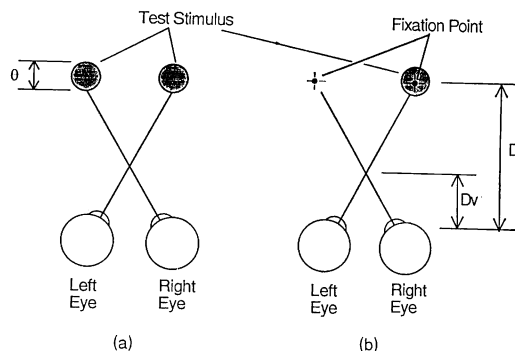 Test Stimulus
Fixation Point
θ
D
Dv
Left
Eye
Right
Eye
Left
Eye
Right
Eye
(a)
(b)